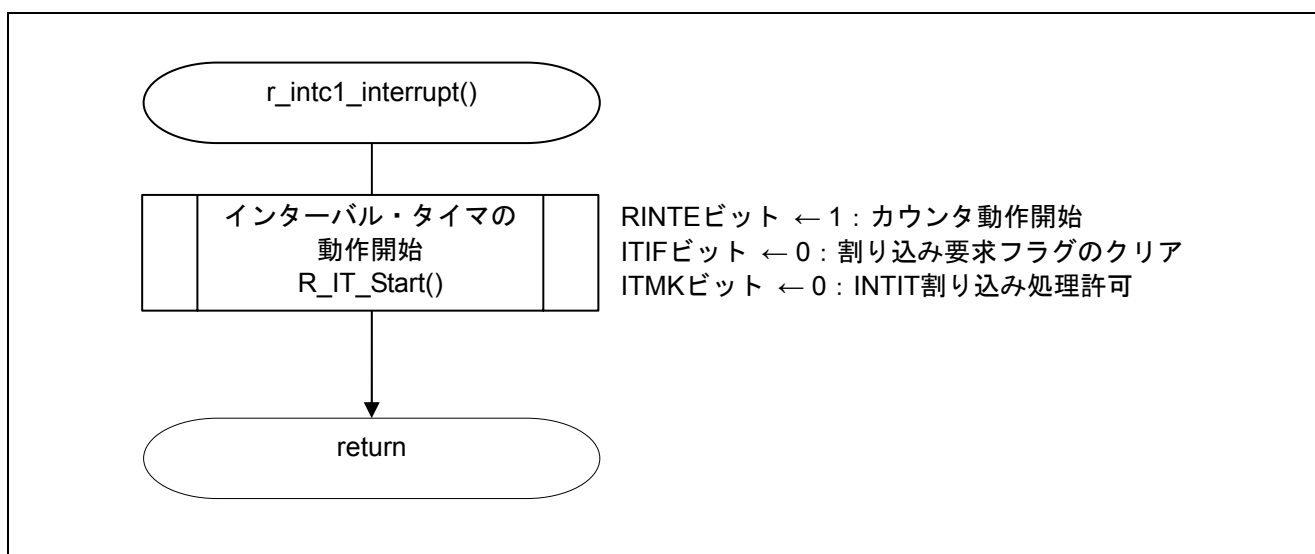 r_intc1_interrupt()
インターバル・タイマの
動作開始
R_IT_Start()
RINTEビット ← 1：カウンタ動作開始
ITIFビット ← 0：割り込み要求フラグのクリア
ITMKビット ← 0：INTIT割り込み処理許可
return